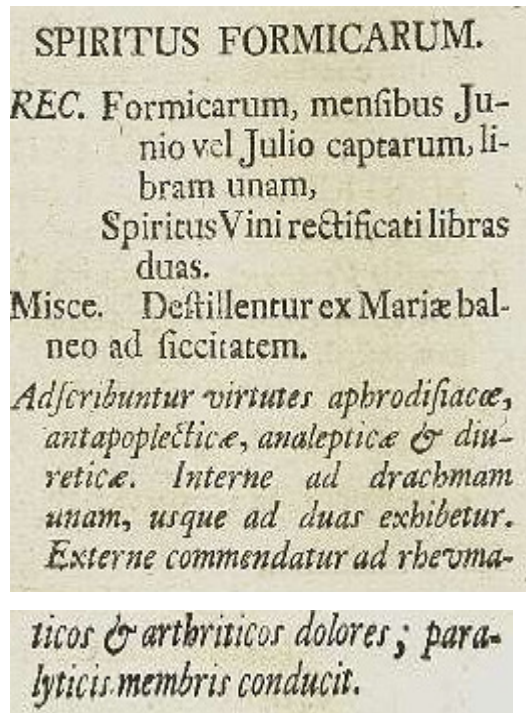 SPIRITUS FORMICARUM.
REC. Formicarum, menſibus Ju-
nio vel Julio captarum, li-
bram unam,
Spiritus Vini rectificati libras
duas.
Miſce. Deſtillentur ex Mariæ bal-
neo ad ſiccitatem.
Adſcribuntur virtutes aphrodiſiacæ,
antapoplecticæ, analepticæ & diu-
reticæ. Interne ad drachmam
unam, usque ad duas exhibetur.
Externe commendatur ad rhevma-
ticos & arthriticos dolores; para-
lyticis membris conducit.